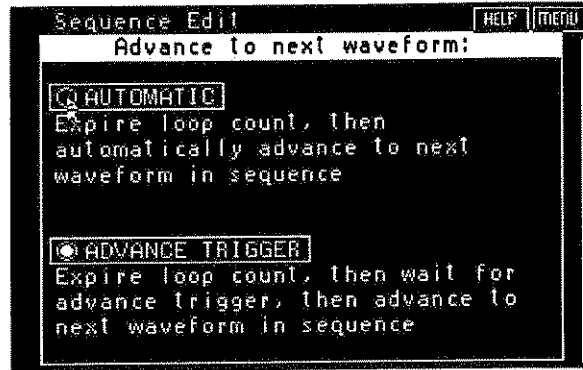 Sequence Edit HELP MENU
Advance to next waveform:
AUTOMATIC
Expire loop count, then
automatically advance to next
waveform in sequence
ADVANCE TRIGGER
Expire loop count, then wait for
advance trigger, then advance to
next waveform in sequence